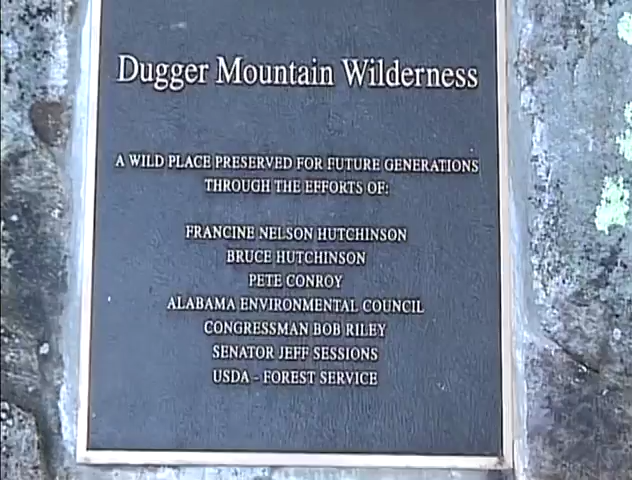 Dugger Mountain Wilderness
A WILD PLACE PRESERVED FOR FUTURE GENERATIONS
THROUGH THE EFFORTS OF:
FRANCINE NELSON HUTCHINSON
BRUCE HUTCHINSON
PETE CONROY
ALABAMA ENVIRONMENTAL COUNCIL
CONGRESSMAN BOB RILEY
SENATOR JEFF SESSIONS
USDA - FOREST SERVICE